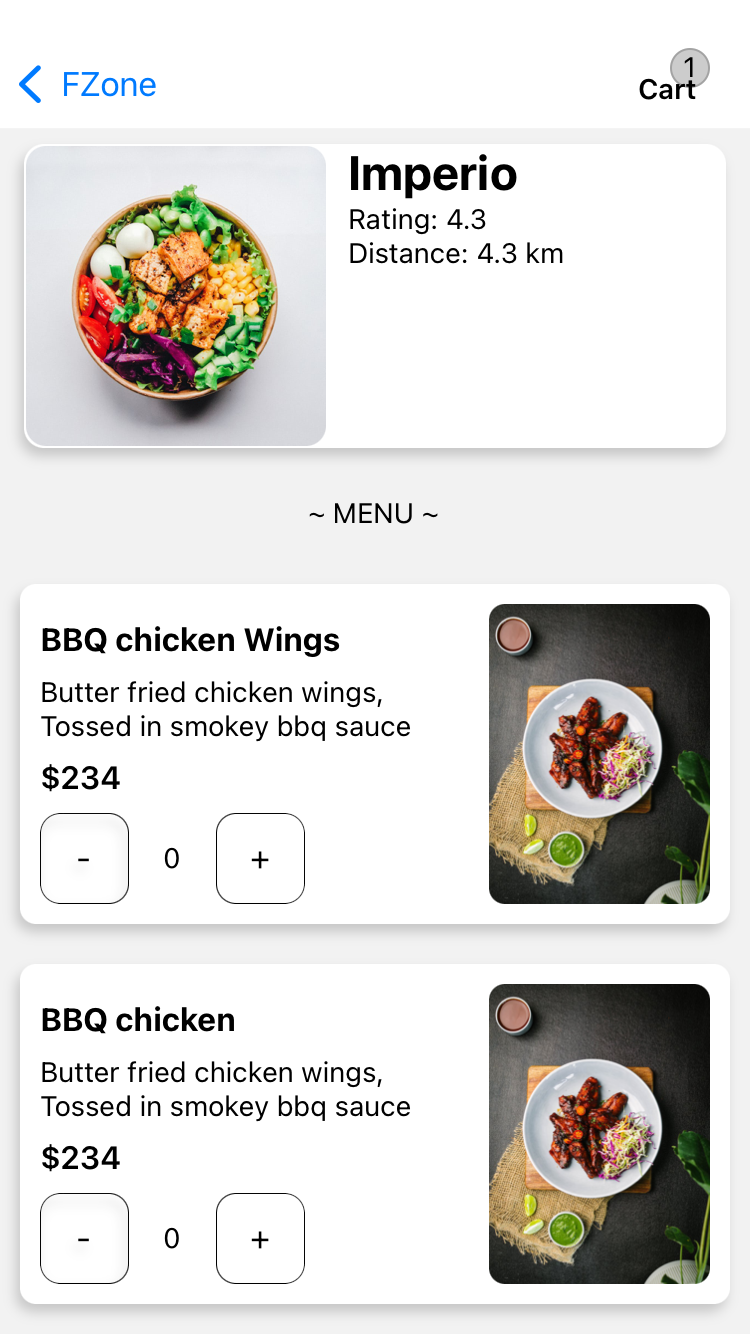 FZone
1
Cart
Imperio
Rating: 4.3
Distance: 4.3 km
~ MENU ~
BBQ chicken Wings
Butter fried chicken wings,
Tossed in smokey bbq sauce
$234
- 0 +
BBQ chicken
Butter fried chicken wings,
Tossed in smokey bbq sauce
$234
- 0 +